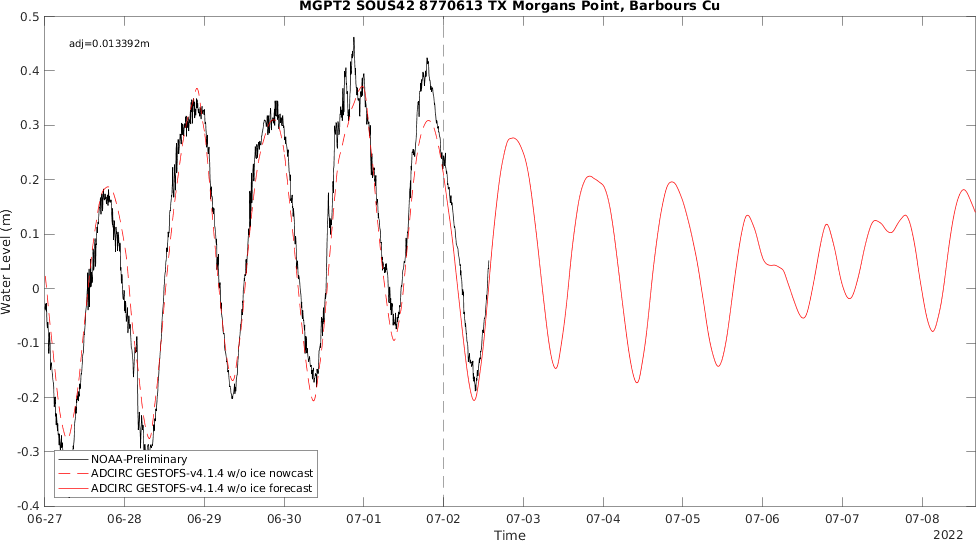 MGPT2 SOUS42 8770613 TX Morgans Point, Barbours Cu
adj=0.013392m
0.5
0.4
0.3
0.2
0.1
0
-0.1
-0.2
-0.3
-0.4
Water Level (m)
NOAA-Preliminary
ADCIRC GESTOFS-v4.1.4 w/o ice nowcast
ADCIRC GESTOFS-v4.1.4 w/o ice forecast
06-27 06-28 06-29 06-30 07-01 07-02 07-03 07-04 07-05 07-06 07-07 07-08
Time
2022